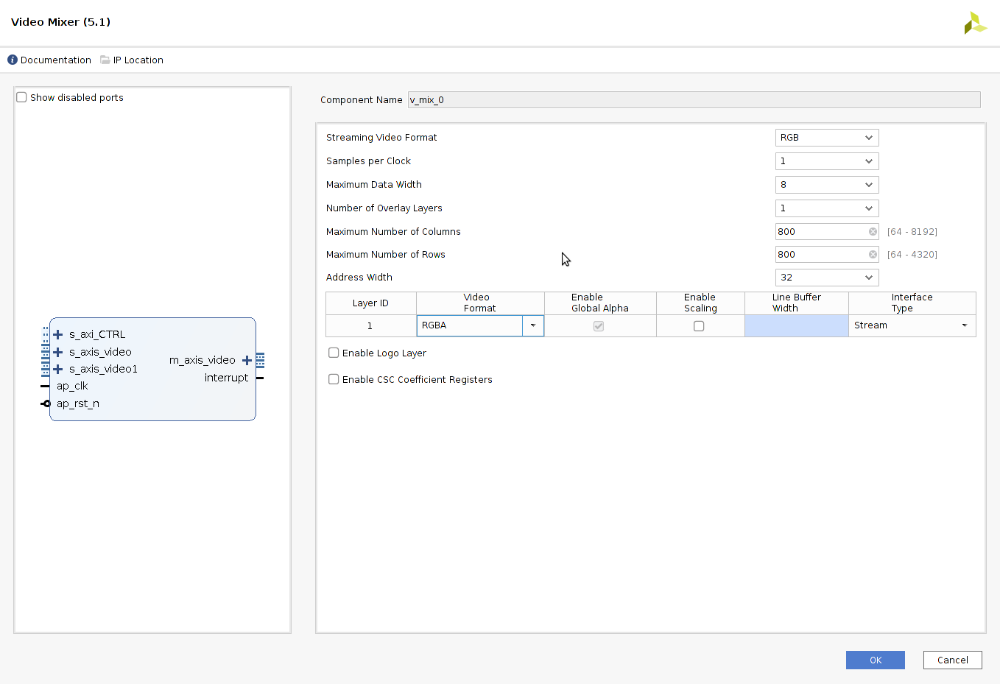 Video Mixer (5.1)
Documentation IP Location
Show disabled ports
s_axi_CTRL
s_axis_video
s_axis_video1
ap_clk
ap_rst_n
m_axis_video
interrupt
Component Name v_mix_0
Streaming Video Format RGB
Samples per Clock 1
Maximum Data Width 8
Number of Overlay Layers 1
Maximum Number of Columns 800 [64 - 8192]
Maximum Number of Rows 800 [64 - 4320]
Address Width 32
Layer ID Video Format Enable Global Alpha Enable Scaling Line Buffer Width Interface Type
1 RGBA Stream
Enable Logo Layer
Enable CSC Coefficient Registers
OK Cancel